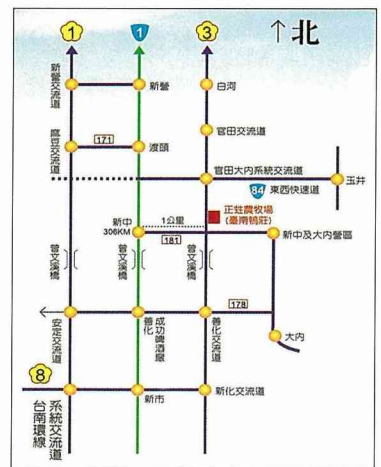 1
1
3
↑北
新營交流道
新營
白河
官田交流道
麻豆交流道
171
渡頭
官田大內系統交流道
玉井
84 東西快速道
1公里
正牲農牧場
(臺南鴨莊)
新中
306KM
181
新中及大內營區
曾文溪橋
曾文溪橋
曾文溪橋
178
安定交流道
善化
成功啤酒廠
善化交流道
大內
8
新市
新化交流道
系統交流道
台南環線